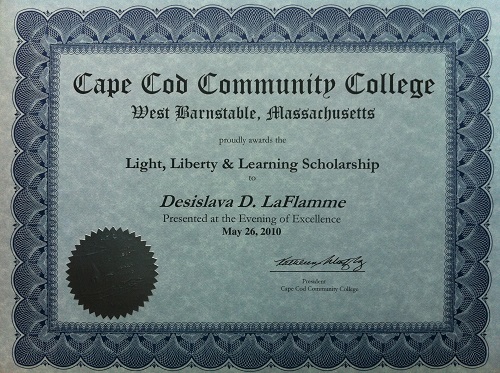 Cape Cod Community College
West Barnstable, Massachusetts
proudly awards the
Light, Liberty & Learning Scholarship
to
Desislava D. LaFlamme
Presented at the Evening of Excellence
May 26, 2010
President
Cape Cod Community College